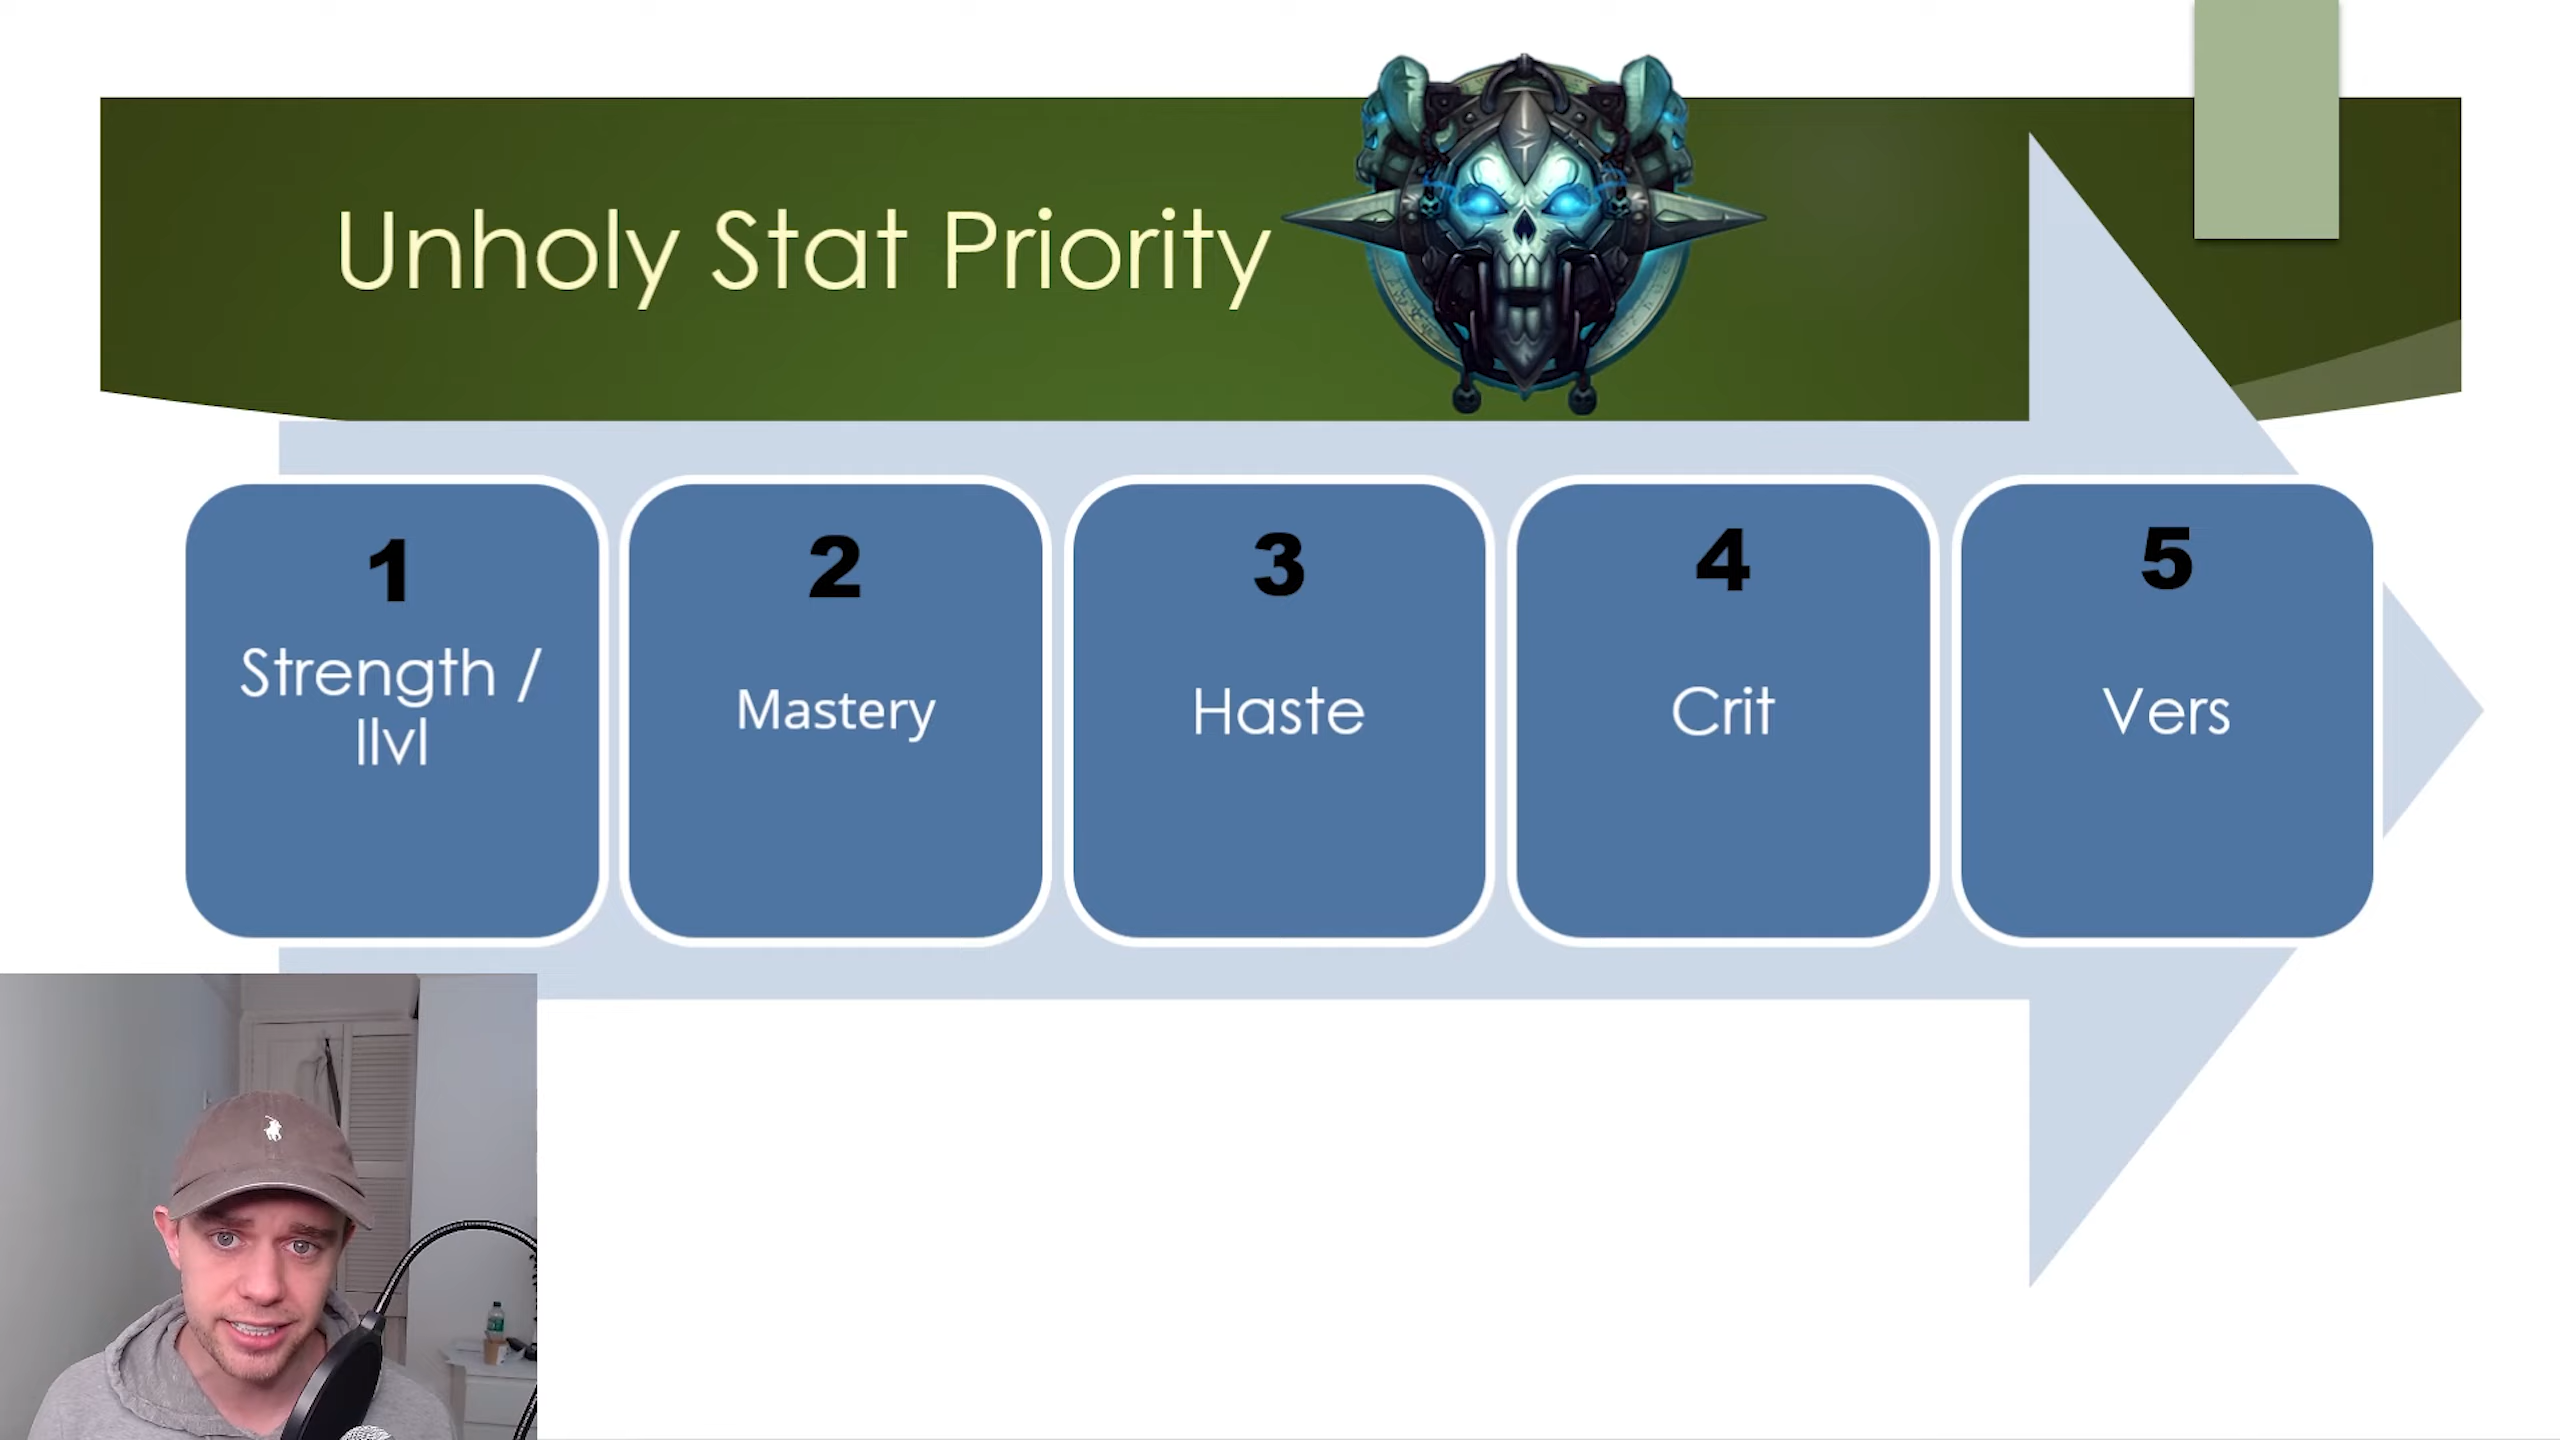 Unholy Stat Priority
1
Strength /
Ilvl
2
Mastery
3
Haste
4
Crit
5
Vers